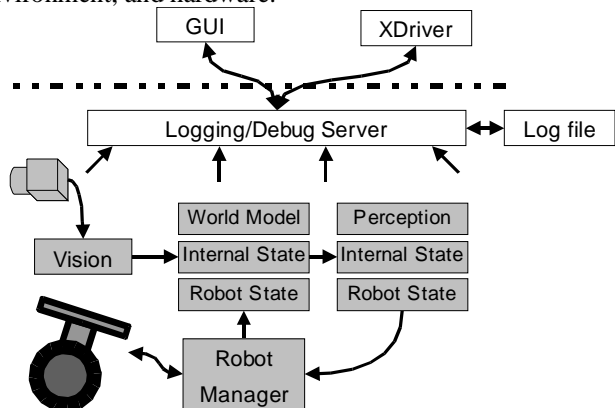 vironment, and hardware.
GUI
XDriver
Logging/Debug Server
Log file
World Model
Perception
Vision
Internal State
Internal State
Robot State
Robot State
Robot
Manager